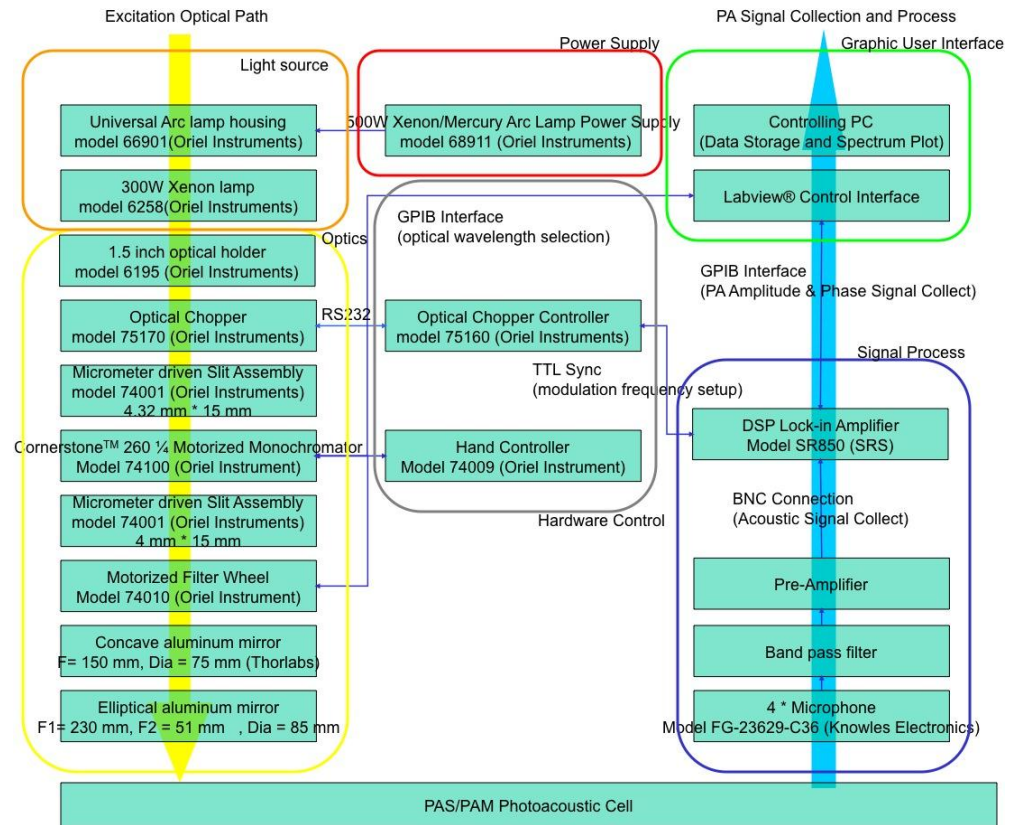 Excitation Optical Path
PA Signal Collection and Process
Light source
Power Supply
Graphic User Interface
Universal Arc lamp housing
model 66901(Oriel Instruments)
500W Xenon/Mercury Arc Lamp Power Supply
model 68911 (Oriel Instruments)
Controlling PC
(Data Storage and Spectrum Plot)
300W Xenon lamp
model 6258(Oriel Instruments)
GPIB Interface
(optical wavelength selection)
Labview® Control Interface
Optics
1.5 inch optical holder
model 6195 (Oriel Instruments)
GPIB Interface
(PA Amplitude & Phase Signal Collect)
Optical Chopper
model 75170 (Oriel Instruments)
RS232
Optical Chopper Controller
model 75160 (Oriel Instruments)
Signal Process
Micrometer driven Slit Assembly
model 74001 (Oriel Instruments)
4.32 mm * 15 mm
TTL Sync
(modulation frequency setup)
Cornerstone™ 260 ¼ Motorized Monochromator
Model 74100 (Oriel Instrument)
Hand Controller
Model 74009 (Oriel Instrument)
DSP Lock-in Amplifier
Model SR850 (SRS)
Micrometer driven Slit Assembly
model 74001 (Oriel Instruments)
4 mm * 15 mm
Hardware Control
BNC Connection
(Acoustic Signal Collect)
Motorized Filter Wheel
Model 74010 (Oriel Instrument)
Pre-Amplifier
Concave aluminum mirror
F= 150 mm, Dia = 75 mm (Thorlabs)
Band pass filter
Elliptical aluminum mirror
F1= 230 mm, F2 = 51 mm , Dia = 85 mm
4 * Microphone
Model FG-23629-C36 (Knowles Electronics)
PAS/PAM Photoacoustic Cell